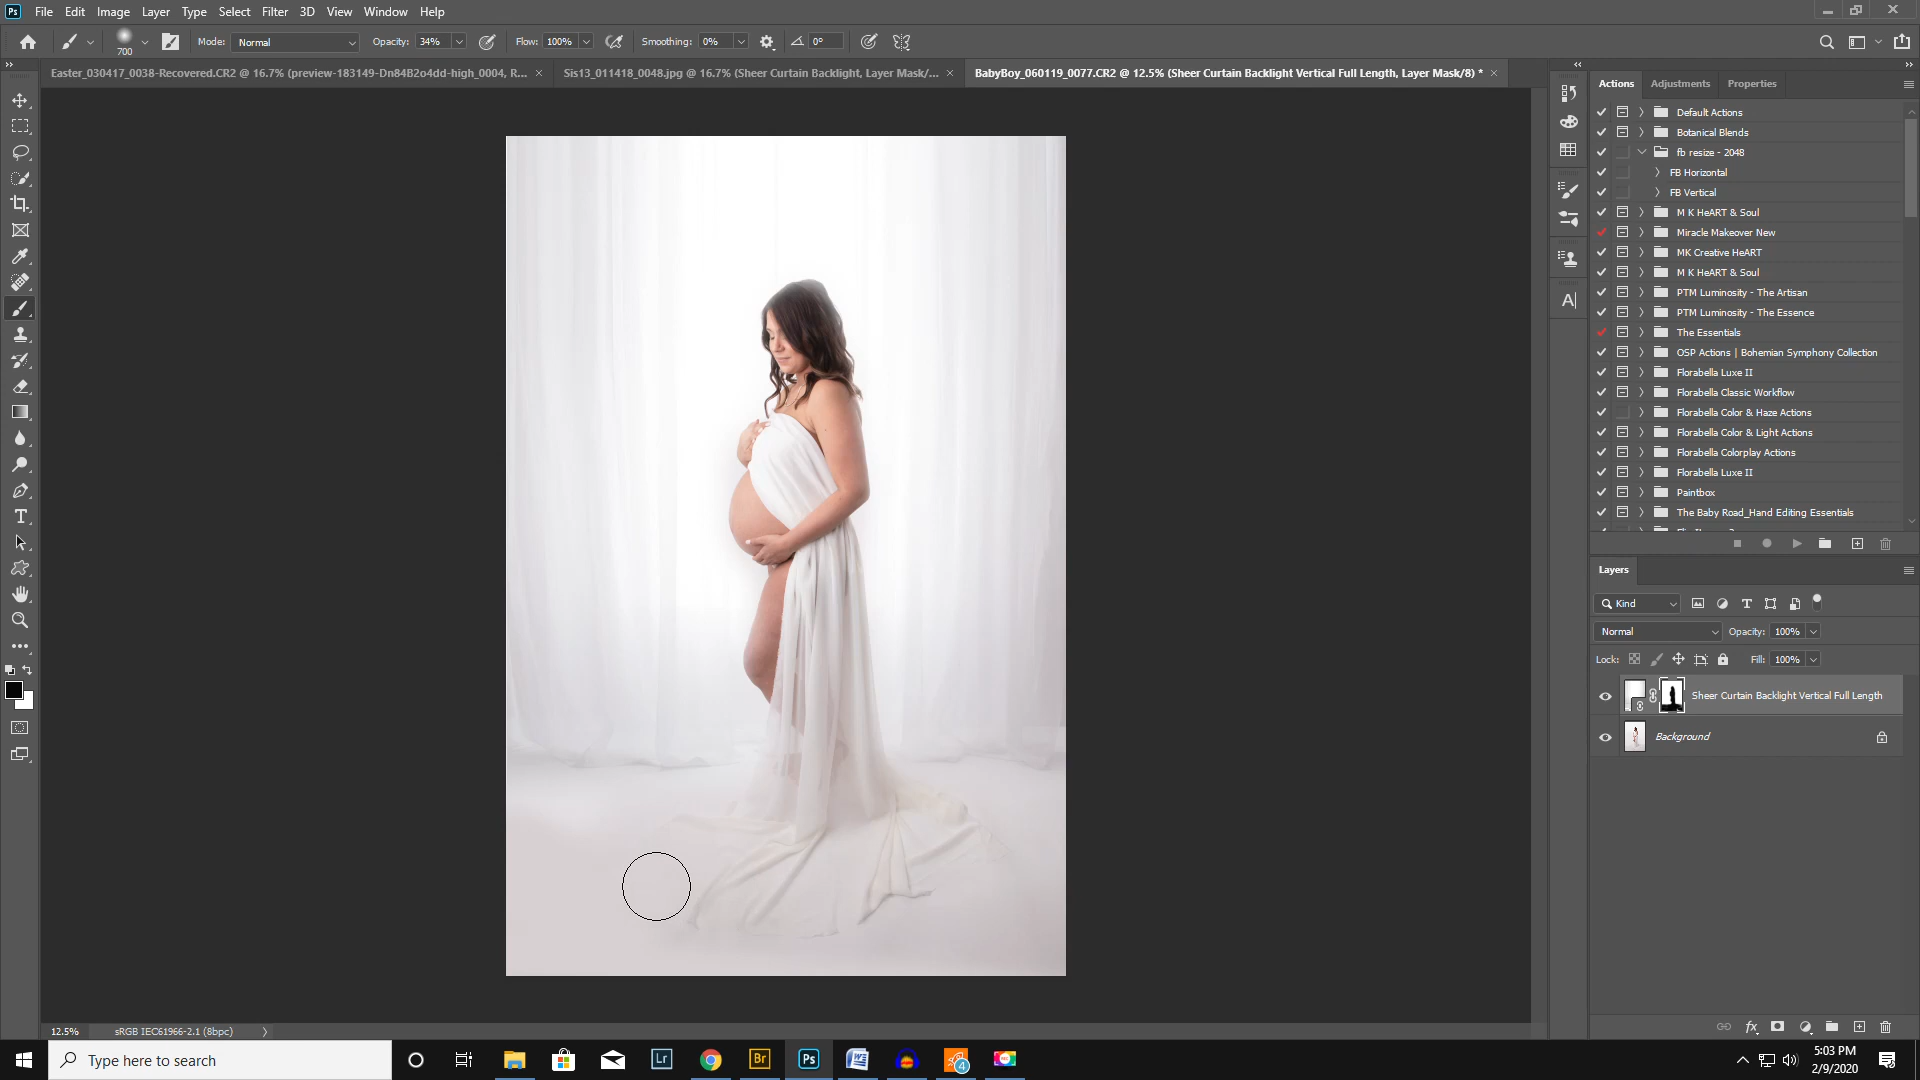 Ps File Edit Image Layer Type Select Filter 3D View Window Help
700 Mode: Normal Opacity: 34% Flow: 100% Smoothing: 0% 0°
Easter_030417_0038-Recovered.CR2 @ 16.7% (preview-183149-Dn84B2o4dd-high_0004, R... × Sis13_011418_0048.jpg @ 16.7% (Sheer Curtain Backlight, Layer Mask/... × BabyBoy_060119_0077.CR2 @ 12.5% (Sheer Curtain Backlight Vertical Full Length, Layer Mask/8) * ×
Actions Adjustments Properties
Default Actions
Botanical Blends
fb resize - 2048
FB Horizontal
FB Vertical
M K HeART & Soul
Miracle Makeover New
MK Creative HeART
M K HeART & Soul
PTM Luminosity - The Artisan
PTM Luminosity - The Essence
The Essentials
OSP Actions | Bohemian Symphony Collection
Florabella Luxe II
Florabella Classic Workflow
Florabella Color & Haze Actions
Florabella Color & Light Actions
Florabella Colorplay Actions
Florabella Luxe II
Paintbox
The Baby Road_Hand Editing Essentials
Layers
Kind
Normal Opacity: 100%
Lock: Fill: 100%
Sheer Curtain Backlight Vertical Full Length
Background
12.5% sRGB IEC61966-2.1 (8bpc)
Type here to search
Lr Br Ps 4
5:03 PM
2/9/2020